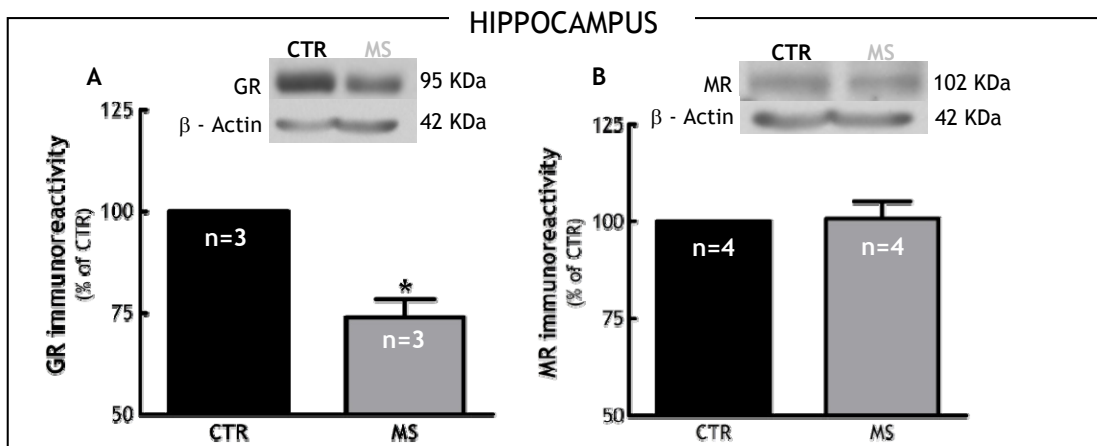 HIPPOCAMPUS
A
CTR MS
GR 95 KDa
β - Actin 42 KDa
GR immunoreactivity
(% of CTR)
125
100
75
50
n=3
*
n=3
CTR MS
B
CTR MS
MR 102 KDa
β - Actin 42 KDa
MR immunoreactivity
(% of CTR)
125
100
75
50
n=4
n=4
CTR MS